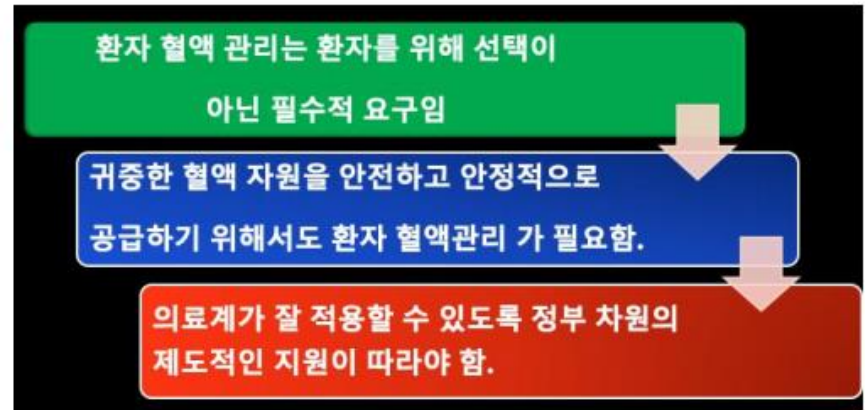 환자 혈액 관리는 환자를 위해 선택이
아닌 필수적 요구임
귀중한 혈액 자원을 안전하고 안정적으로
공급하기 위해서도 환자 혈액관리 가 필요함.
의료계가 잘 적용할 수 있도록 정부 차원의
제도적인 지원이 따라야 함.